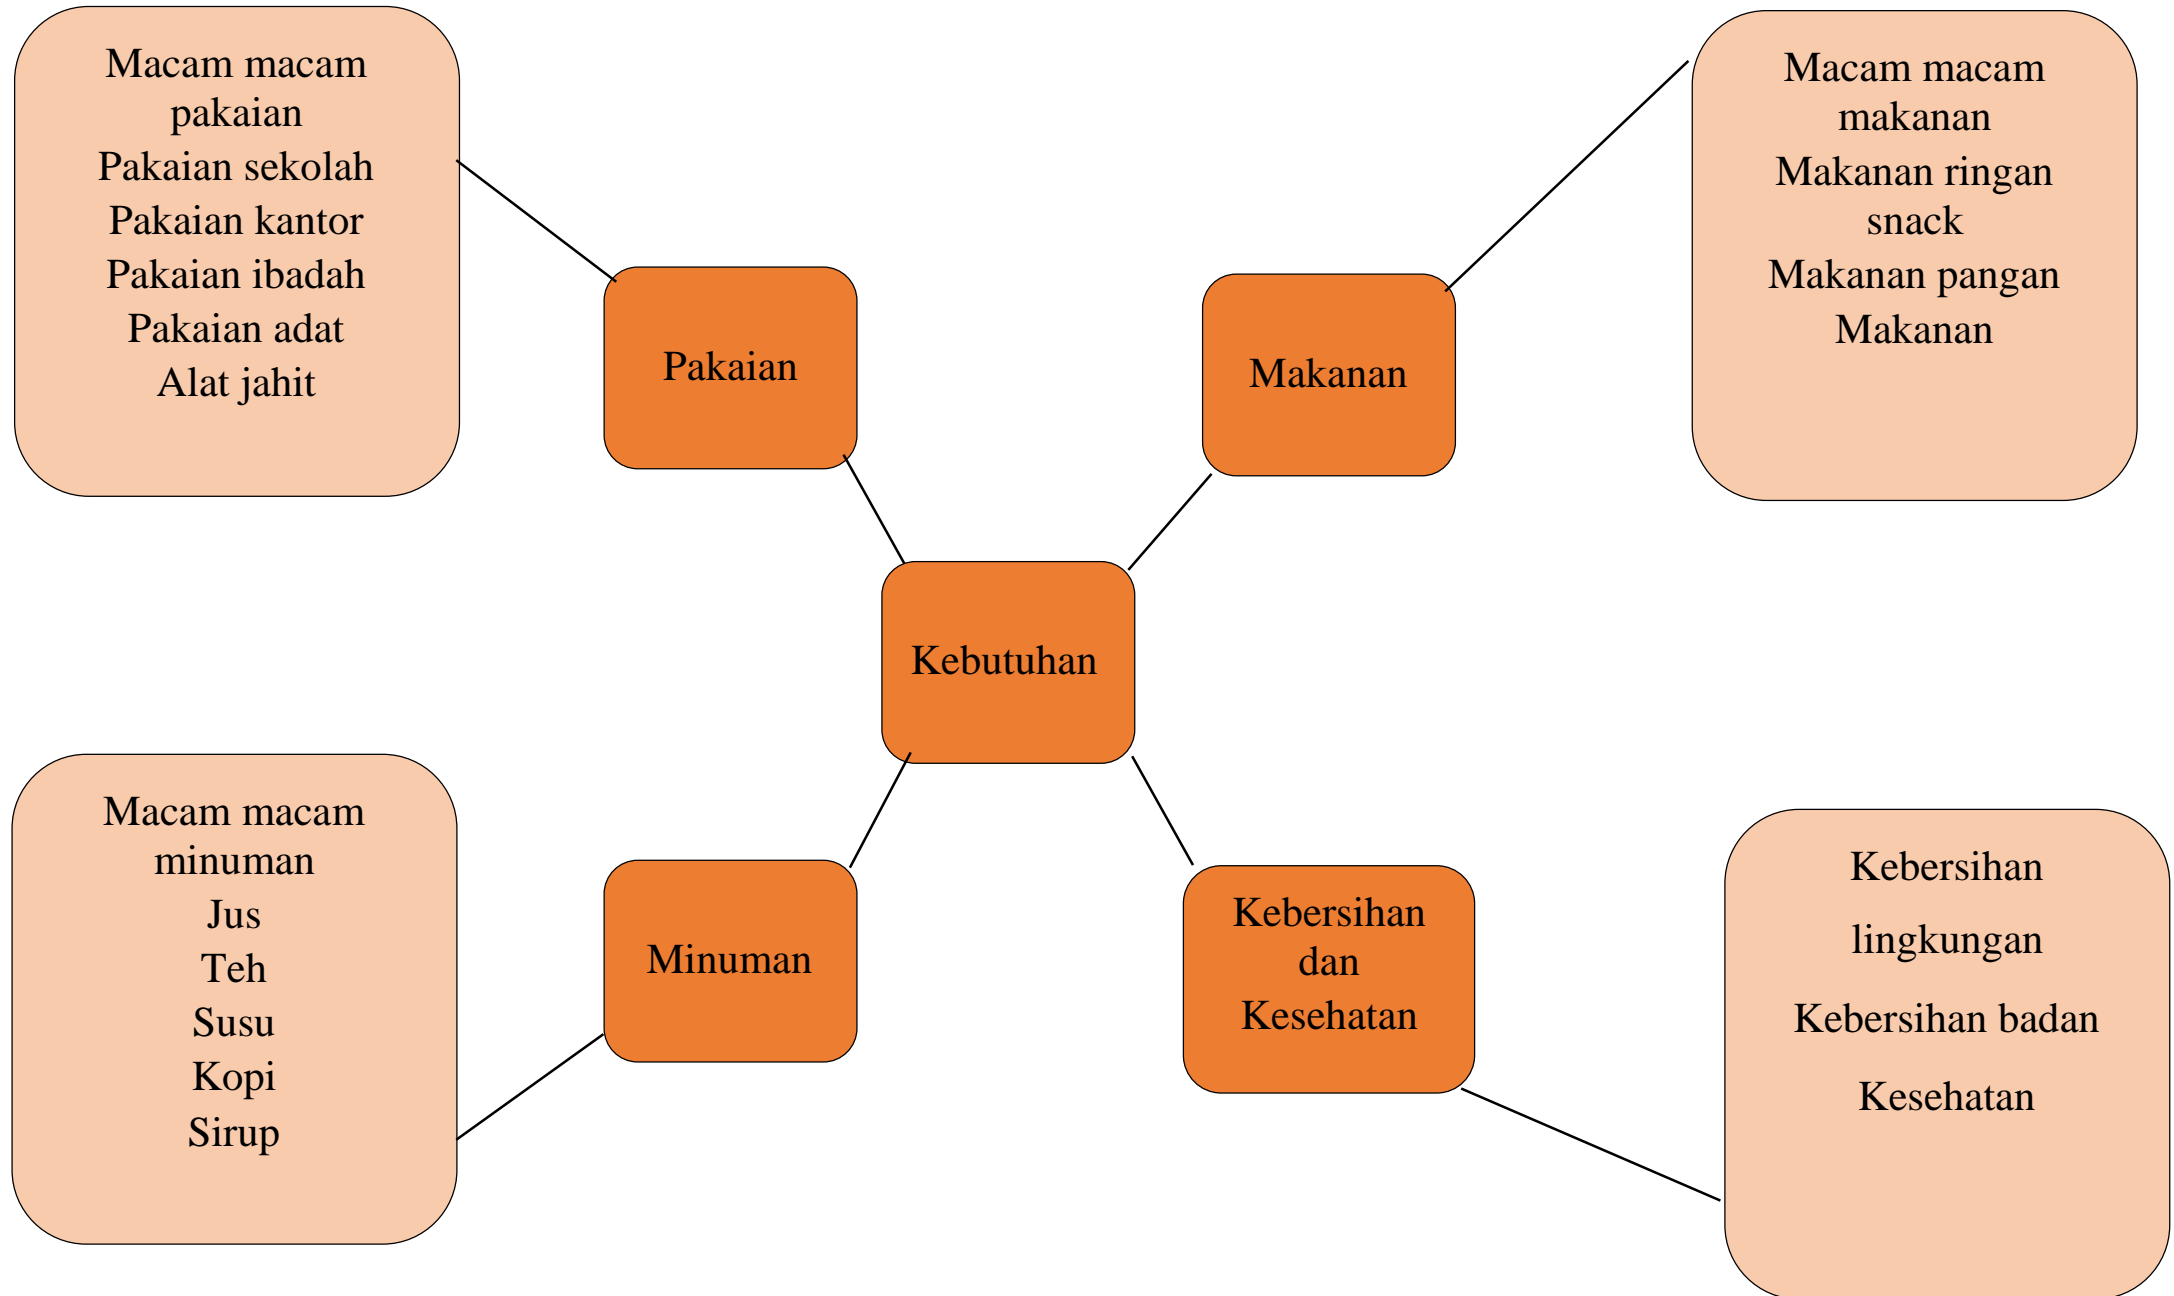 Macam macam
pakaian
Pakaian sekolah
Pakaian kantor
Pakaian ibadah
Pakaian adat
Alat jahit
Pakaian
Makanan
Macam macam
makanan
Makanan ringan
snack
Makanan pangan
Makanan
Kebutuhan
Macam macam
minuman
Jus
Teh
Susu
Kopi
Sirup
Minuman
Kebersihan
dan
Kesehatan
Kebersihan
lingkungan
Kebersihan badan
Kesehatan